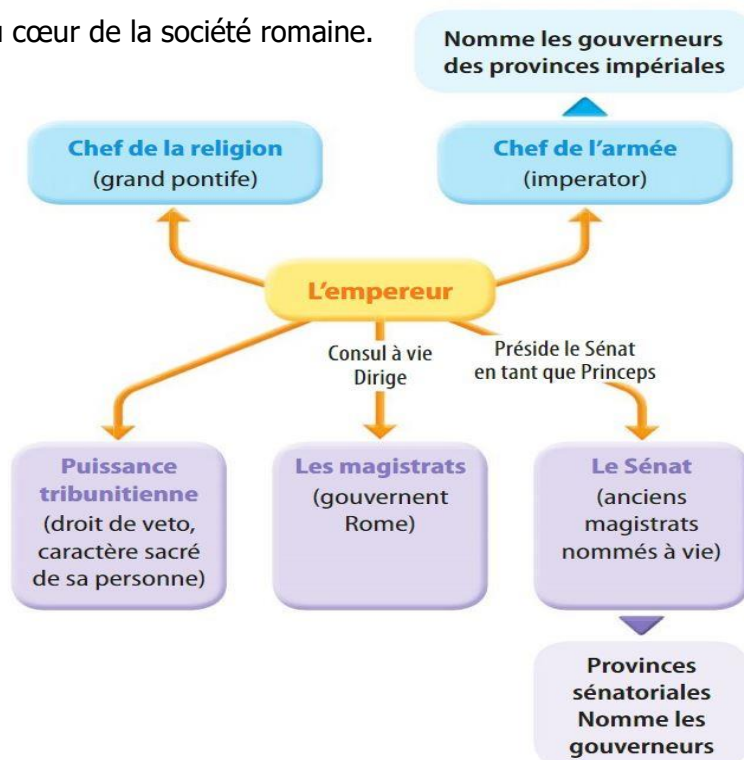 cœur de la société romaine.
Nomme les gouverneurs
des provinces impériales
Chef de la religion
(grand pontife)
Chef de l'armée
(imperator)
L'empereur
Consul à vie
Dirige
Préside le Sénat
en tant que Princeps
Puissance
tribunitienne
(droit de veto,
caractère sacré
de sa personne)
Les magistrats
(gouvernent
Rome)
Le Sénat
(anciens
magistrats
nommés à vie)
Provinces
sénatoriales
Nomme les
gouverneurs